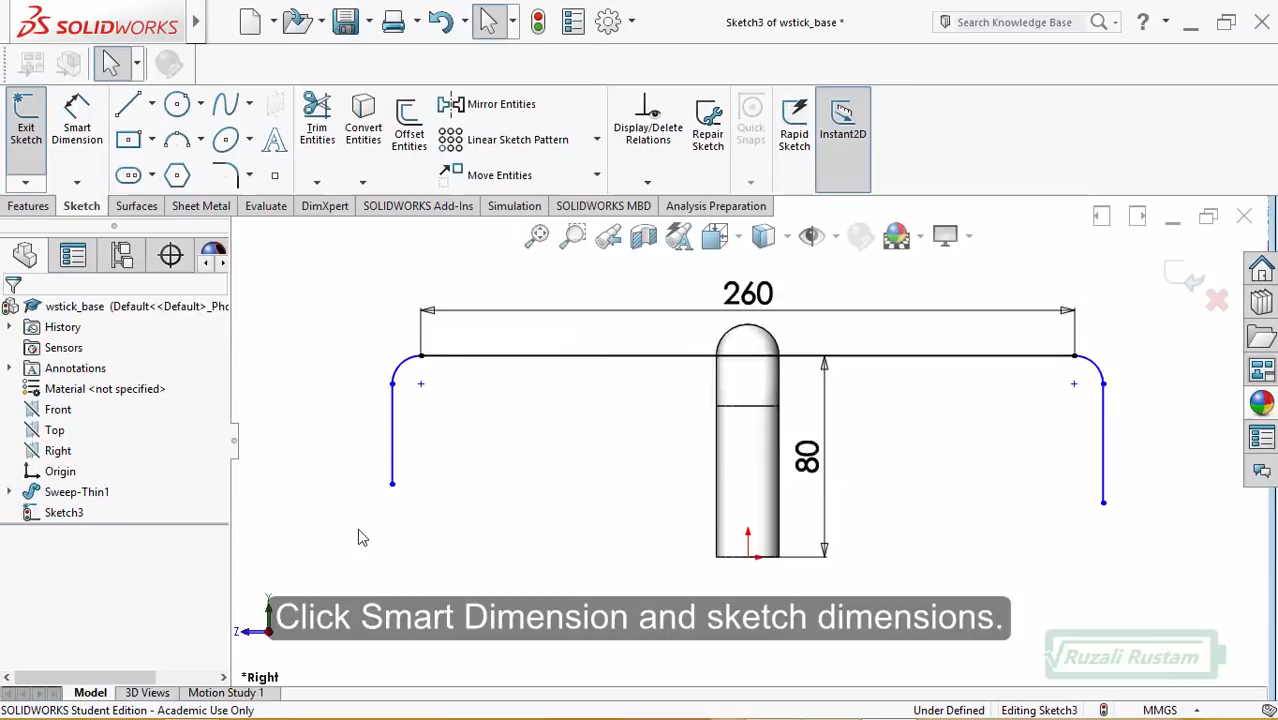 SOLIDWORKS
Sketch3 of wstick_base *
Search Knowledge Base
Exit Sketch
Smart Dimension
Trim Entities
Convert Entities
Offset Entities
Mirror Entities
Linear Sketch Pattern
Move Entities
Display/Delete Relations
Repair Sketch
Quick Snaps
Rapid Sketch
Instant2D
Features
Sketch
Surfaces
Sheet Metal
Evaluate
DimXpert
SOLIDWORKS Add-Ins
Simulation
SOLIDWORKS MBD
Analysis Preparation
wstick_base (Default<<Default>_Pho
History
Sensors
Annotations
Material <not specified>
Front
Top
Right
Origin
Sweep-Thin1
Sketch3
260
80
Click Smart Dimension and sketch dimensions.
Y
Z
Ruzali Rustam
*Right
Model
3D Views
Motion Study 1
SOLIDWORKS Student Edition - Academic Use Only
Under Defined
Editing Sketch3
MMGS